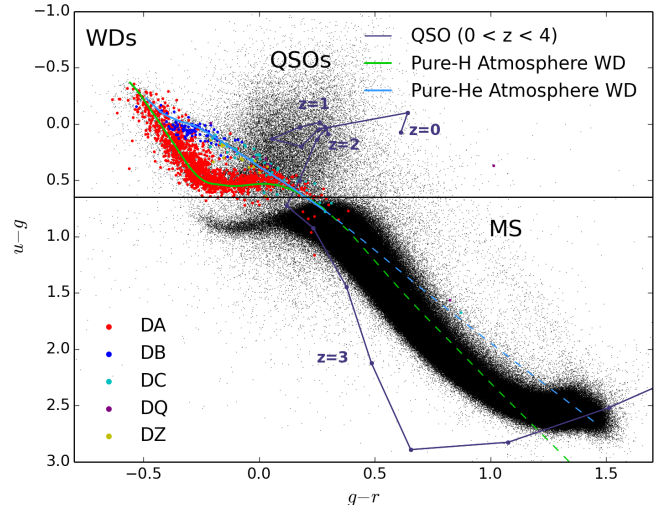 −1.0
−0.5
0.0
0.5
1.0
1.5
2.0
2.5
3.0
u−g
WDs
QSOs
QSO (0 < z < 4)
Pure-H Atmosphere WD
Pure-He Atmosphere WD
z=1
z=0
z=2
MS
z=3
DA
DB
DC
DQ
DZ
−0.5 0.0 0.5 1.0 1.5
g−r